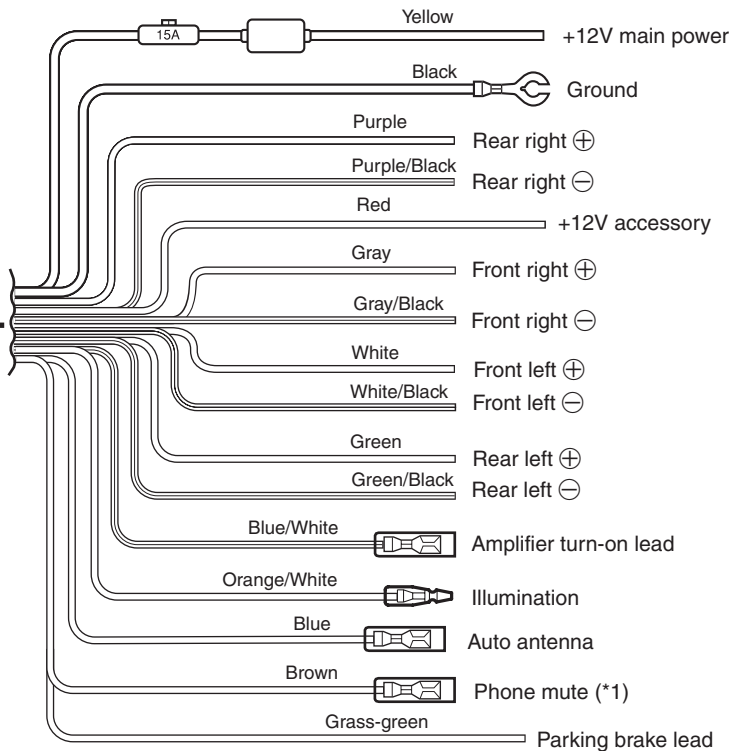 Yellow
15A
+12V main power
Black
Ground
Purple
Rear right ⊕
Purple/Black
Rear right ⊖
Red
+12V accessory
Gray
Front right ⊕
Gray/Black
Front right ⊖
White
Front left ⊕
White/Black
Front left ⊖
Green
Rear left ⊕
Green/Black
Rear left ⊖
Blue/White
Amplifier turn-on lead
Orange/White
Illumination
Blue
Auto antenna
Brown
Phone mute (*1)
Grass-green
Parking brake lead